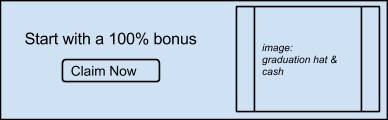 Start with a 100% bonus
Claim Now
image:
graduation hat &
cash